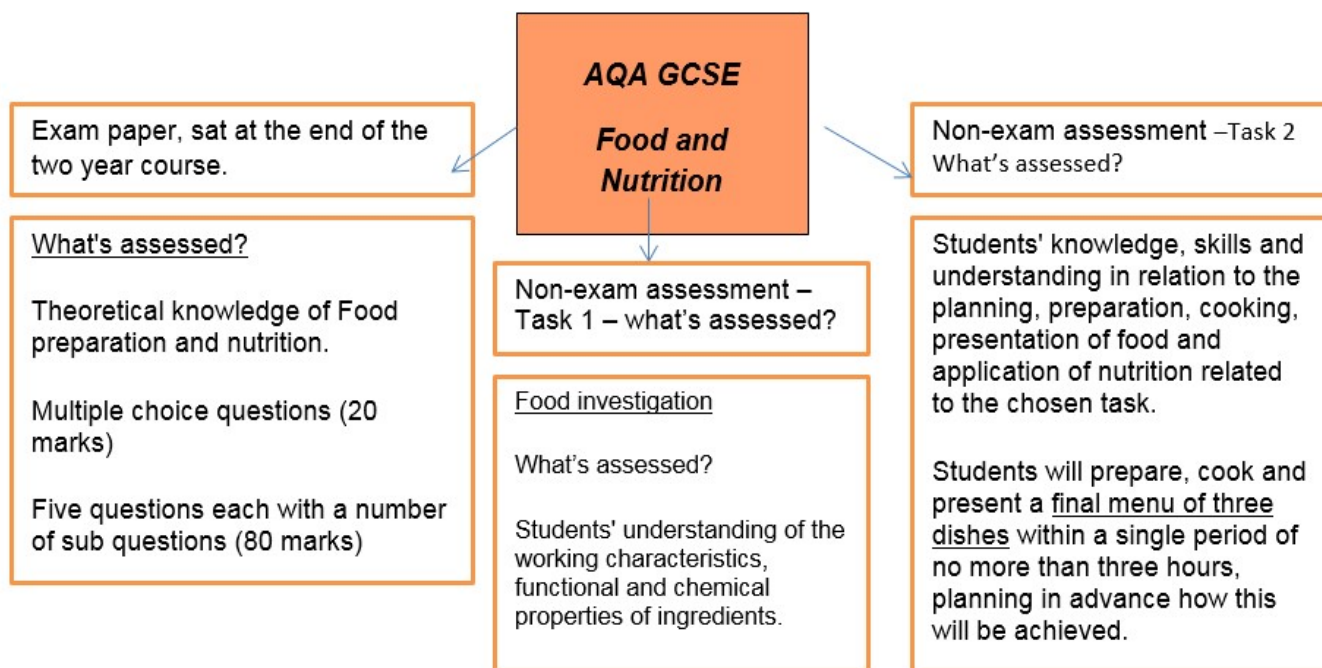 AQA GCSE
Food and
Nutrition
Exam paper, sat at the end of the
two year course.
What's assessed?
Theoretical knowledge of Food
preparation and nutrition.
Multiple choice questions (20
marks)
Five questions each with a number
of sub questions (80 marks)
Non-exam assessment –
Task 1 – what's assessed?
Food investigation
What's assessed?
Students' understanding of the
working characteristics,
functional and chemical
properties of ingredients.
Non-exam assessment –Task 2
What's assessed?
Students' knowledge, skills and
understanding in relation to the
planning, preparation, cooking,
presentation of food and
application of nutrition related
to the chosen task.
Students will prepare, cook and
present a final menu of three
dishes within a single period of
no more than three hours,
planning in advance how this
will be achieved.